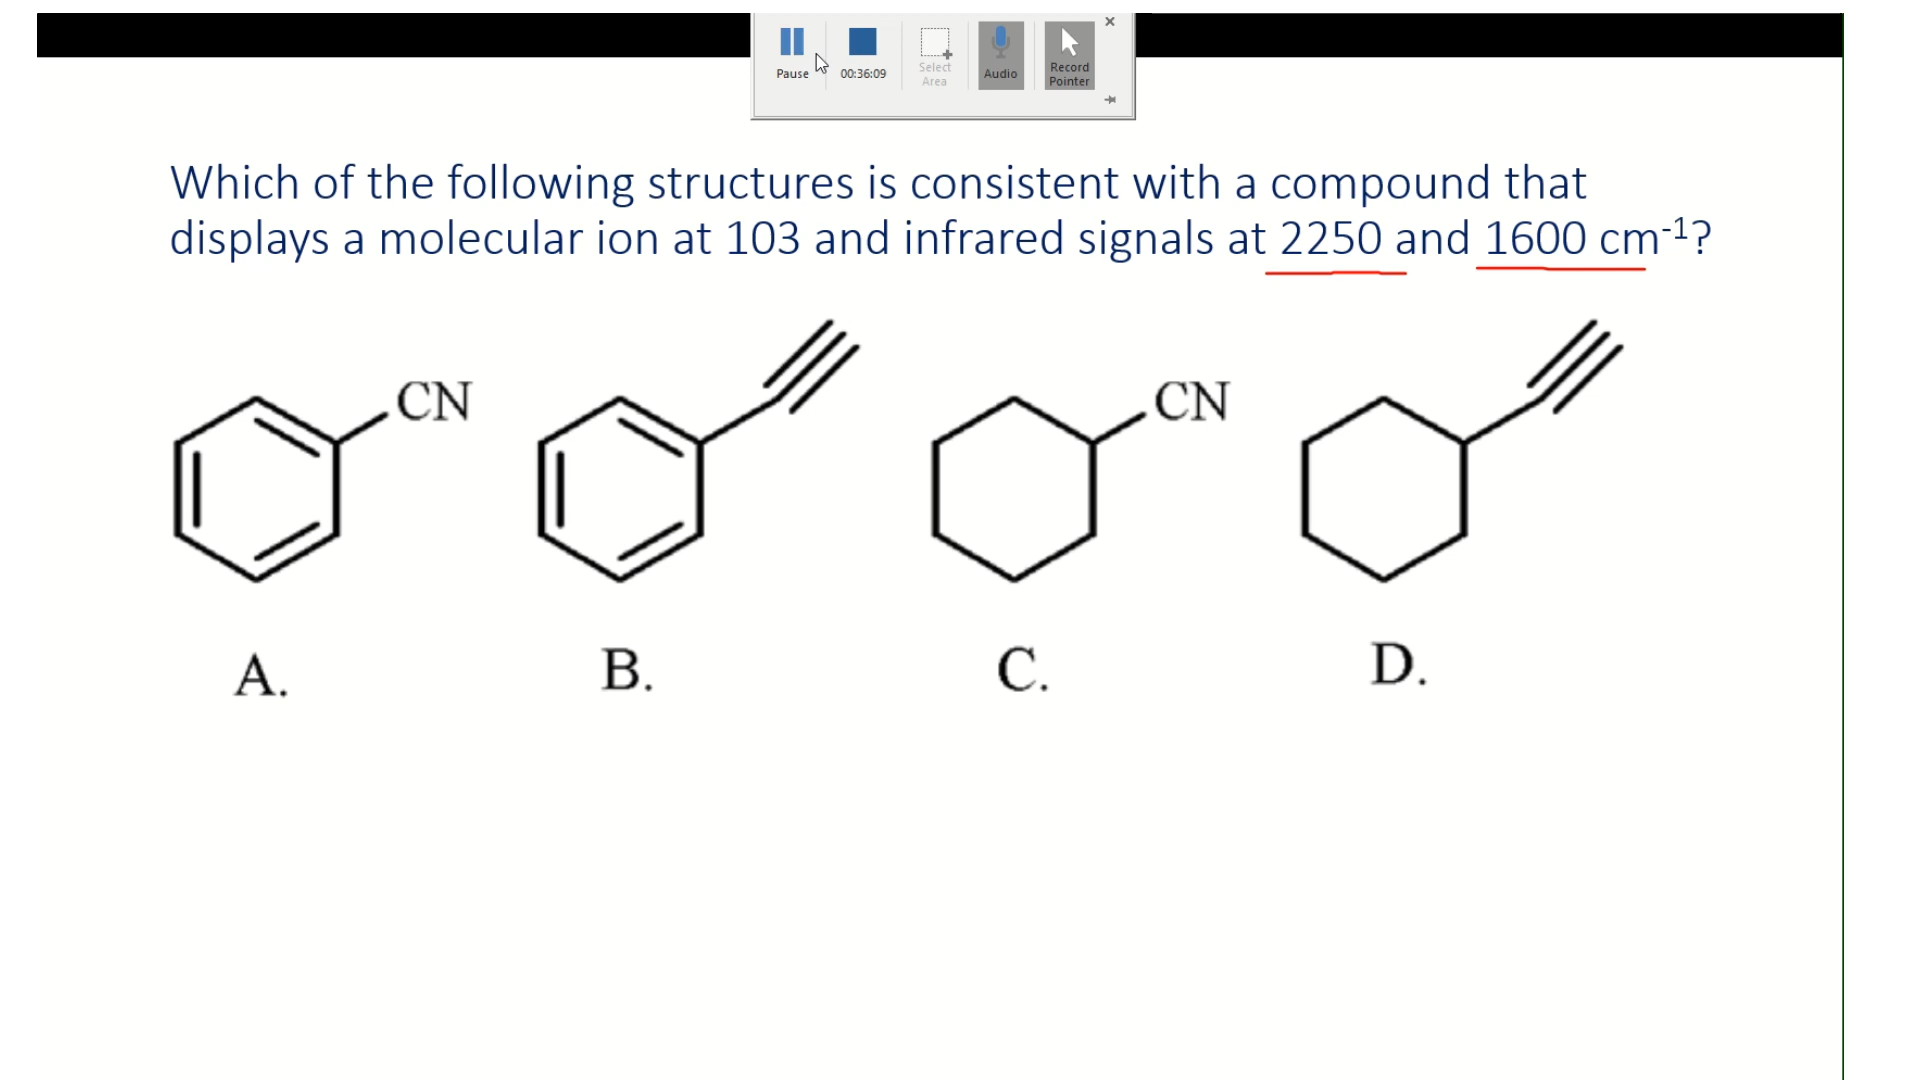 Pause
00:36:09
Select
Area
Audio
Record
Pointer
Which of the following structures is consistent with a compound that
displays a molecular ion at 103 and infrared signals at 2250 and 1600 cm⁻¹?
CN
CN
A.
B.
C.
D.